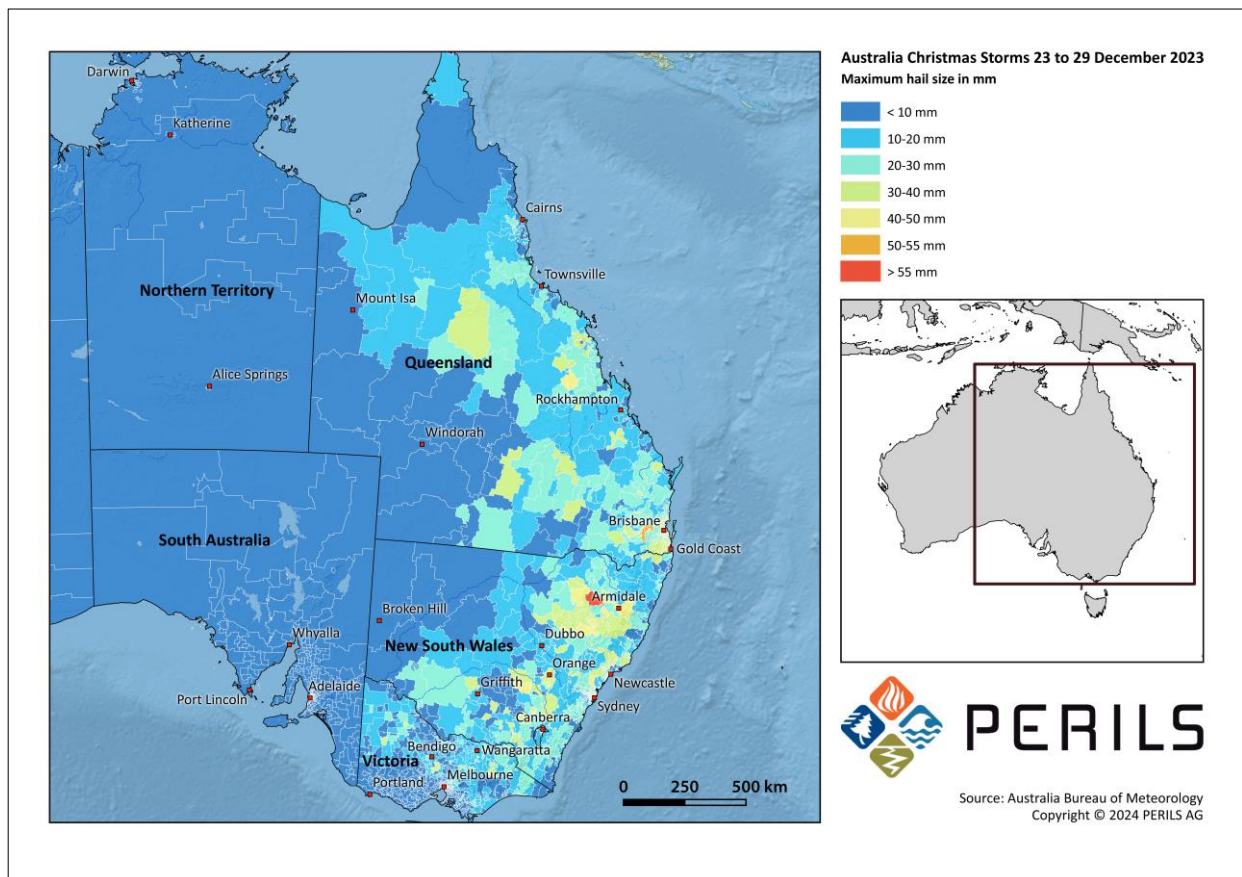 Australia Christmas Storms 23 to 29 December 2023
Maximum hail size in mm
< 10 mm
10-20 mm
20-30 mm
30-40 mm
40-50 mm
50-55 mm
> 55 mm
Darwin
Katherine
Cairns
Townsville
Northern Territory
Mount Isa
Queensland
Alice Springs
Rockhampton
Windorah
Brisbane
South Australia
Gold Coast
Armidale
Broken Hill
Dubbo
Whyalla
New South Wales
Orange
Griffith
Newcastle
Port Lincoln
Adelaide
Sydney
Canberra
Bendigo
Wangaratta
Victoria
Melbourne
Portland
0 250 500 km
PERILS
Source: Australia Bureau of Meteorology
Copyright © 2024 PERILS AG